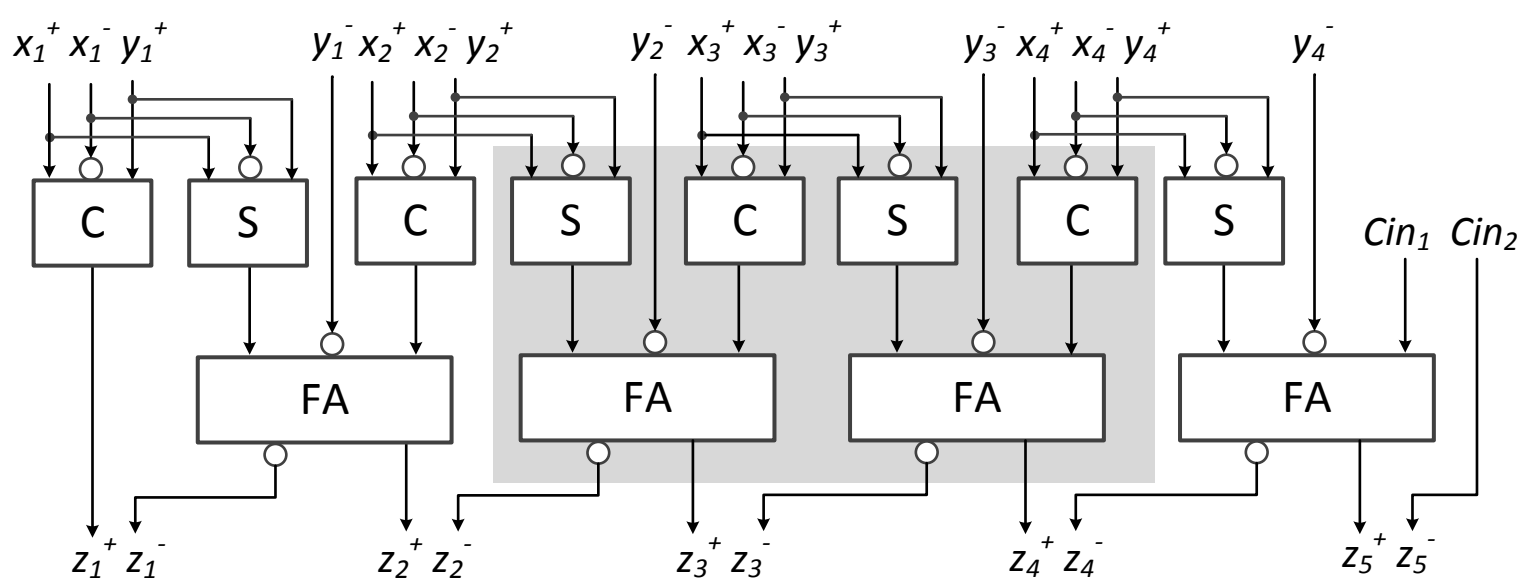 x₁⁺ x₁⁻ y₁⁺ y₁⁻ x₂⁺ x₂⁻ y₂⁺ y₂⁻ x₃⁺ x₃⁻ y₃⁺ y₃⁻ x₄⁺ x₄⁻ y₄⁺ y₄⁻
C S C S C S C S
Cin₁ Cin₂
FA FA FA FA
z₁⁺ z₁⁻ z₂⁺ z₂⁻ z₃⁺ z₃⁻ z₄⁺ z₄⁻ z₅⁺ z₅⁻